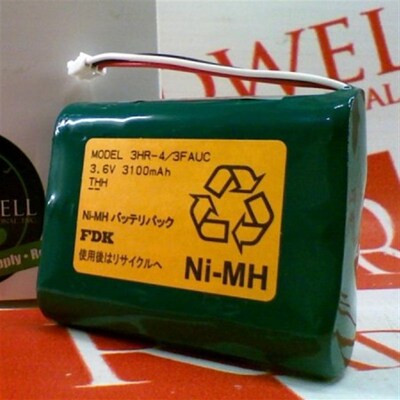 OWELL
MODEL 3HR-4/3FAUC
3.6V 3100mAh
THH
Ni-MH バッテリパック
FDK
使用後はリサイクルへ
Ni-MH